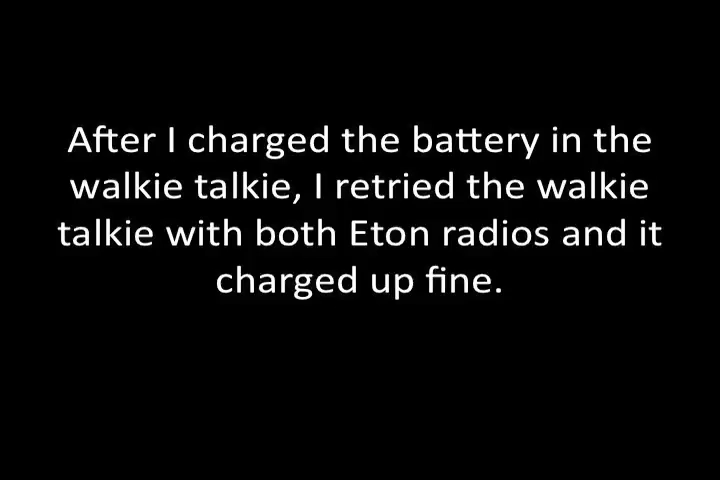 After I charged the battery in the
walkie talkie, I retried the walkie
talkie with both Eton radios and it
charged up fine.